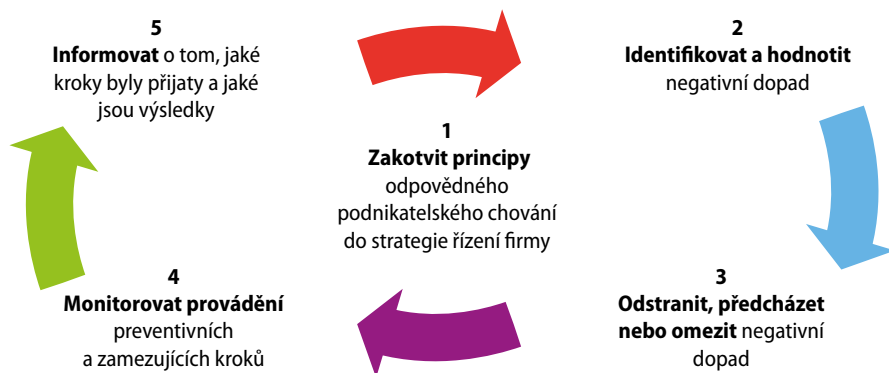 1
Zakotvit principy
odpovědného
podnikatelského chování
do strategie řízení firmy
2
Identifikovat a hodnotit
negativní dopad
3
Odstranit, předcházet
nebo omezit negativní
dopad
4
Monitorovat provádění
preventivních
a zamezujících kroků
5
Informovat o tom, jaké
kroky byly přijaty a jaké
jsou výsledky